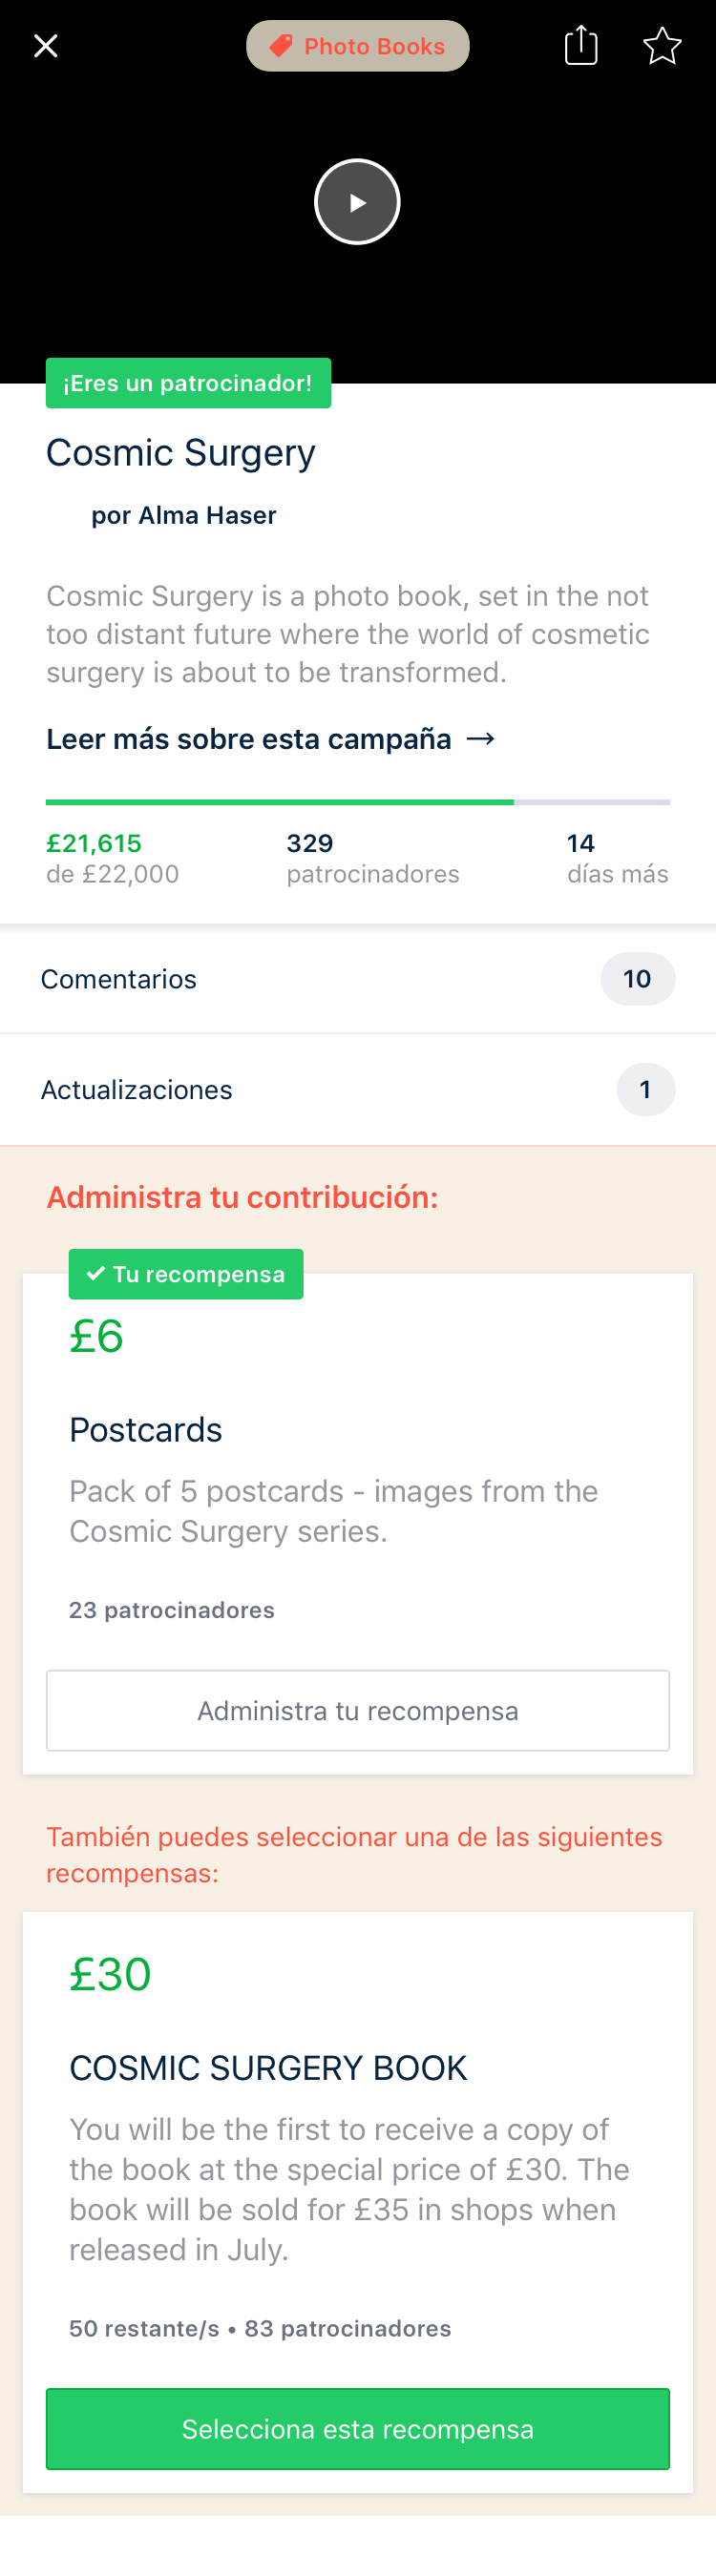 Photo Books
¡Eres un patrocinador!
Cosmic Surgery
por Alma Haser
Cosmic Surgery is a photo book, set in the not
too distant future where the world of cosmetic
surgery is about to be transformed.
Leer más sobre esta campaña →
£21,615
de £22,000
329
patrocinadores
14
días más
Comentarios
10
Actualizaciones
1
Administra tu contribución:
✓ Tu recompensa
£6
Postcards
Pack of 5 postcards - images from the
Cosmic Surgery series.
23 patrocinadores
Administra tu recompensa
También puedes seleccionar una de las siguientes
recompensas:
£30
COSMIC SURGERY BOOK
You will be the first to receive a copy of
the book at the special price of £30. The
book will be sold for £35 in shops when
released in July.
50 restante/s • 83 patrocinadores
Selecciona esta recompensa